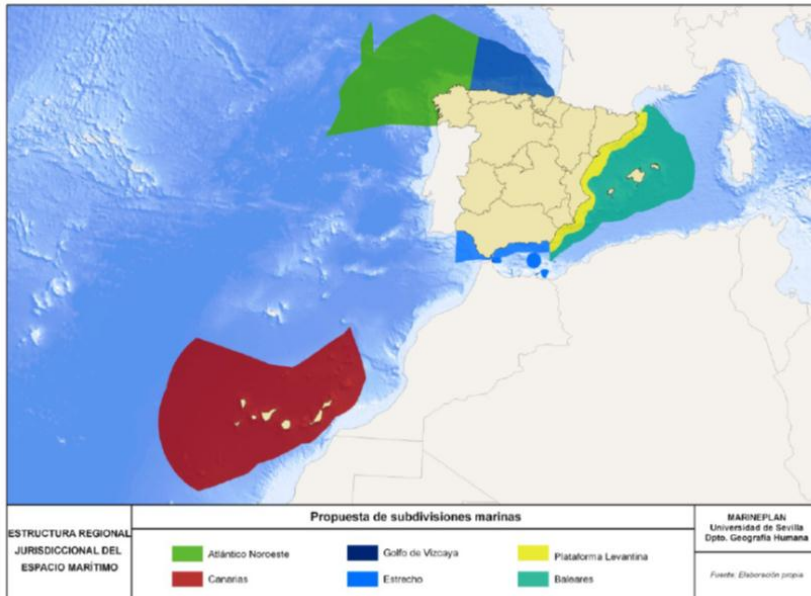 ESTRUCTURA REGIONAL
JURISDICCIONAL DEL
ESPACIO MARÍTIMO
Propuesta de subdivisiones marinas
Atlántico Noroeste
Golfo de Vizcaya
Plataforma Levantina
Canarias
Estrecho
Baleares
MARINEPLAN
Universidad de Sevilla
Dpto. Geografía Humana
Fuente: Elaboración propia